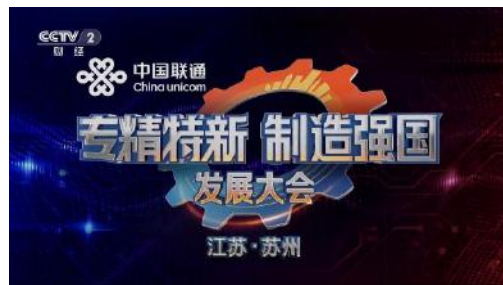 CCTV 2
财经
中国联通
China unicom
专精特新 制造强国
发展大会
江苏·苏州